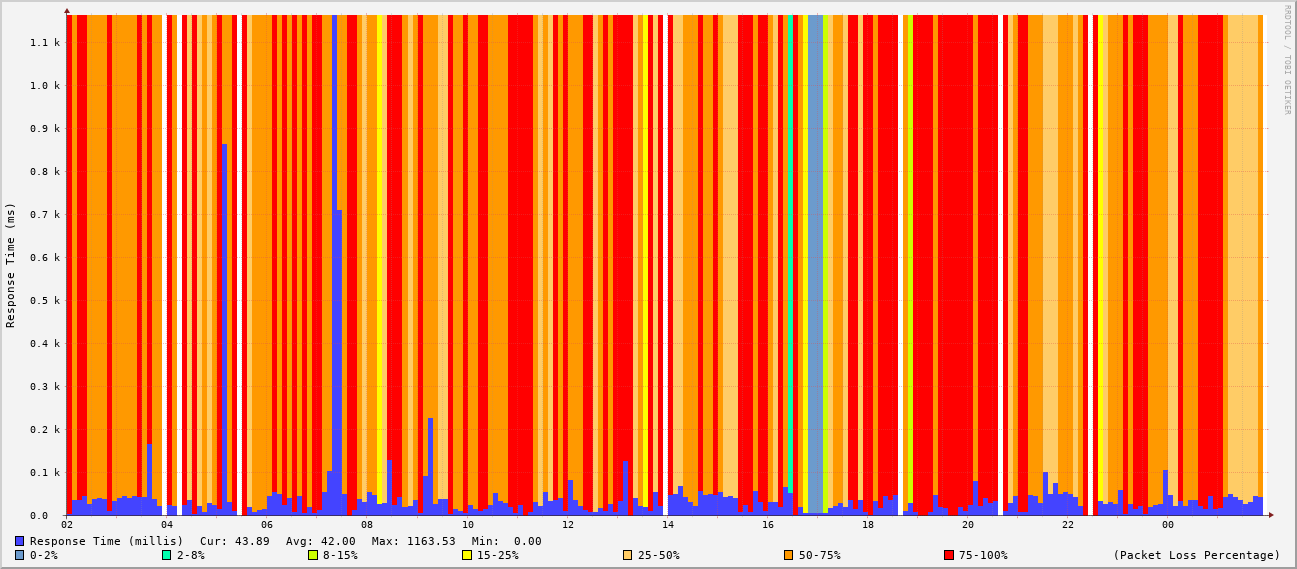 RRDTOOL / TOBI OETIKER
Response Time (ms)
1.1 k
1.0 k
0.9 k
0.8 k
0.7 k
0.6 k
0.5 k
0.4 k
0.3 k
0.2 k
0.1 k
0.0
02 04 06 08 10 12 14 16 18 20 22 00
Response Time (millis) Cur: 43.89 Avg: 42.00 Max: 1163.53 Min: 0.00
0-2% 2-8% 8-15% 15-25% 25-50% 50-75% 75-100% (Packet Loss Percentage)